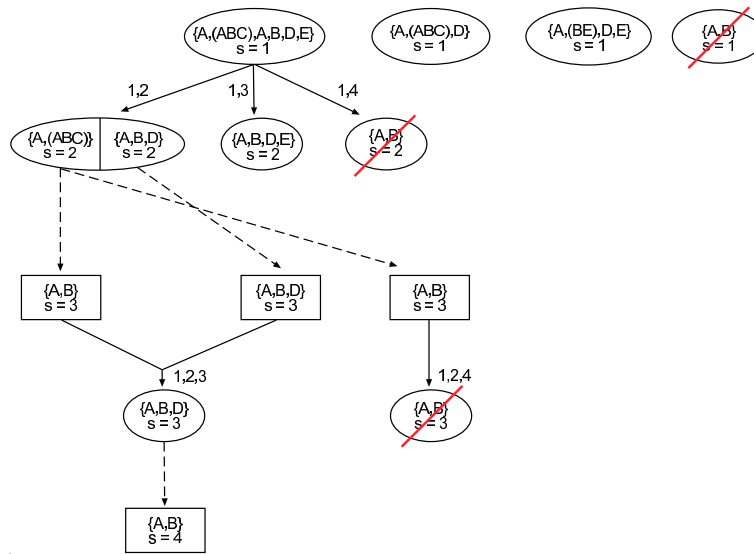 {A,(ABC),A,B,D,E}
s = 1
{A,(ABC),D}
s = 1
{A,(BE),D,E}
s = 1
{A,B}
s = 1
1,2
1,3
1,4
{A,(ABC)}
s = 2
{A,B,D}
s = 2
{A,B,D,E}
s = 2
{A,B}
s = 2
{A,B}
s = 3
{A,B,D}
s = 3
{A,B}
s = 3
1,2,3
1,2,4
{A,B,D}
s = 3
{A,B}
s = 3
{A,B}
s = 4